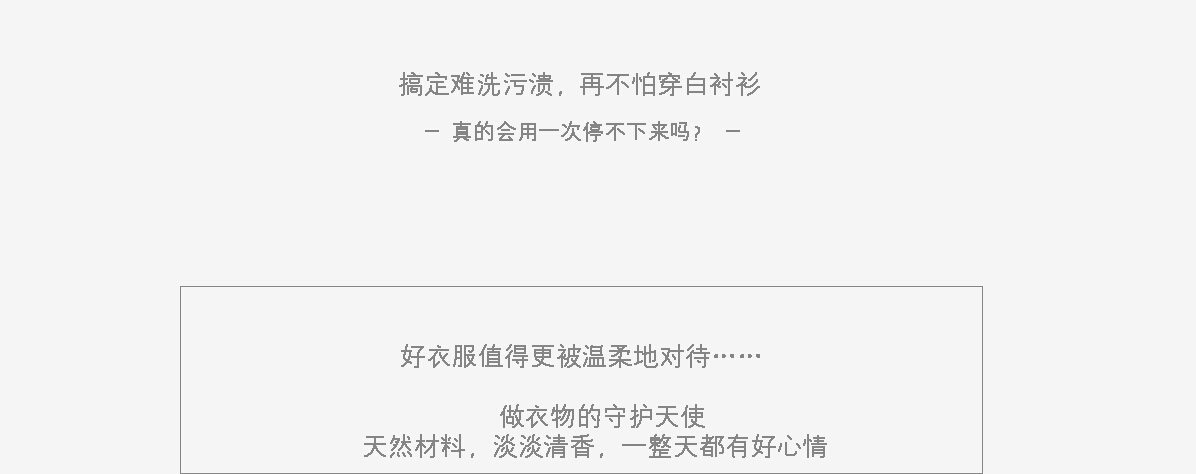 搞定难洗污溃，再不怕穿白衬衫
— 真的会用一次停不下来吗？ —
好衣服值得更被温柔地对待······
做衣物的守护天使
天然材料，淡淡清香，一整天都有好心情